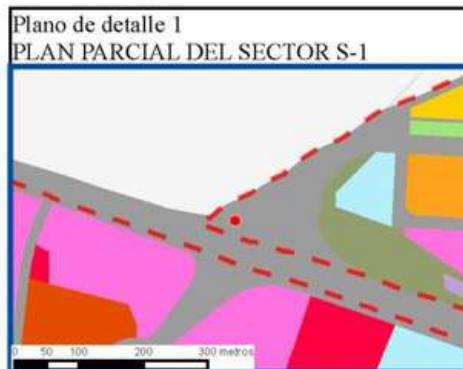 Plano de detalle 1
PLAN PARCIAL DEL SECTOR S-1
0 50 100 200 300 metros